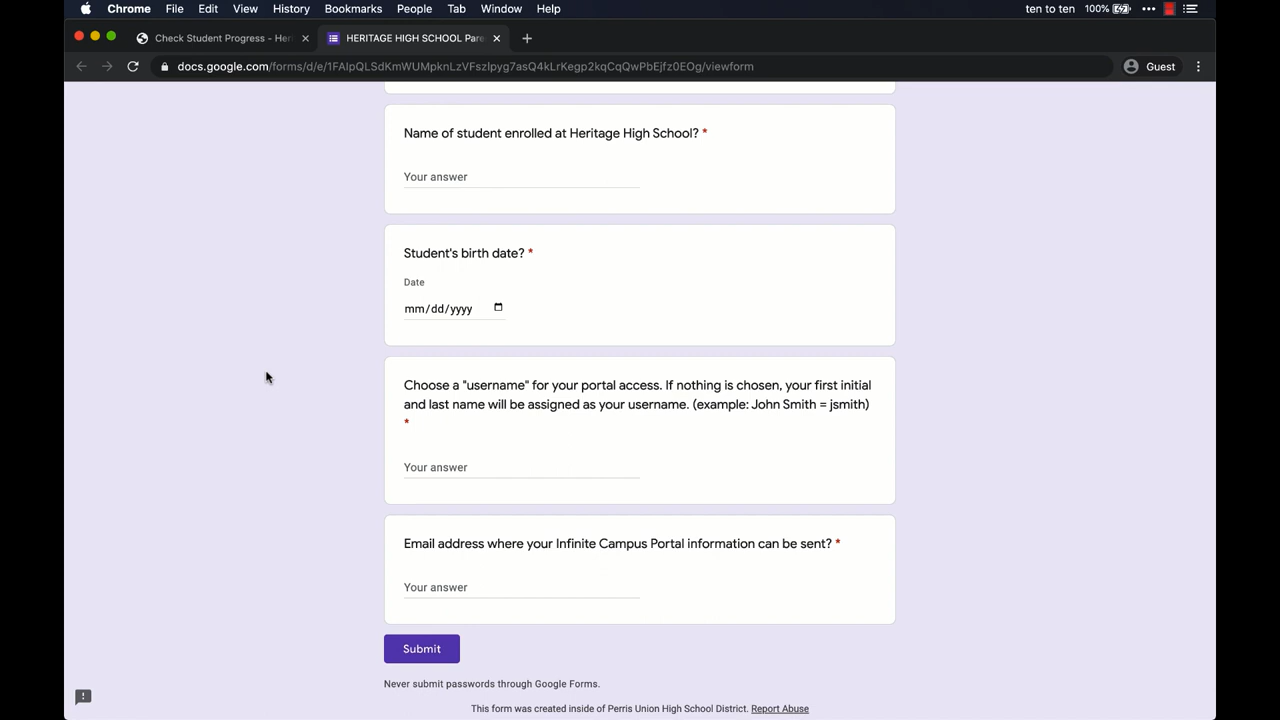 Chrome File Edit View History Bookmarks People Tab Window Help ten to ten 100%
Check Student Progress - Her
HERITAGE HIGH SCHOOL Pare
docs.google.com/forms/d/e/1FAIpQLSdKmWUMpknLzVFszIpyg7asQ4kLrKegp2kqCqQwPbEjfz0EOg/viewform Guest
Name of student enrolled at Heritage High School? *
Your answer
Student's birth date? *
Date
mm/dd/yyyy
Choose a "username" for your portal access. If nothing is chosen, your first initial
and last name will be assigned as your username. (example: John Smith = jsmith)
*
Your answer
Email address where your Infinite Campus Portal information can be sent? *
Your answer
Submit
Never submit passwords through Google Forms.
This form was created inside of Perris Union High School District. Report Abuse